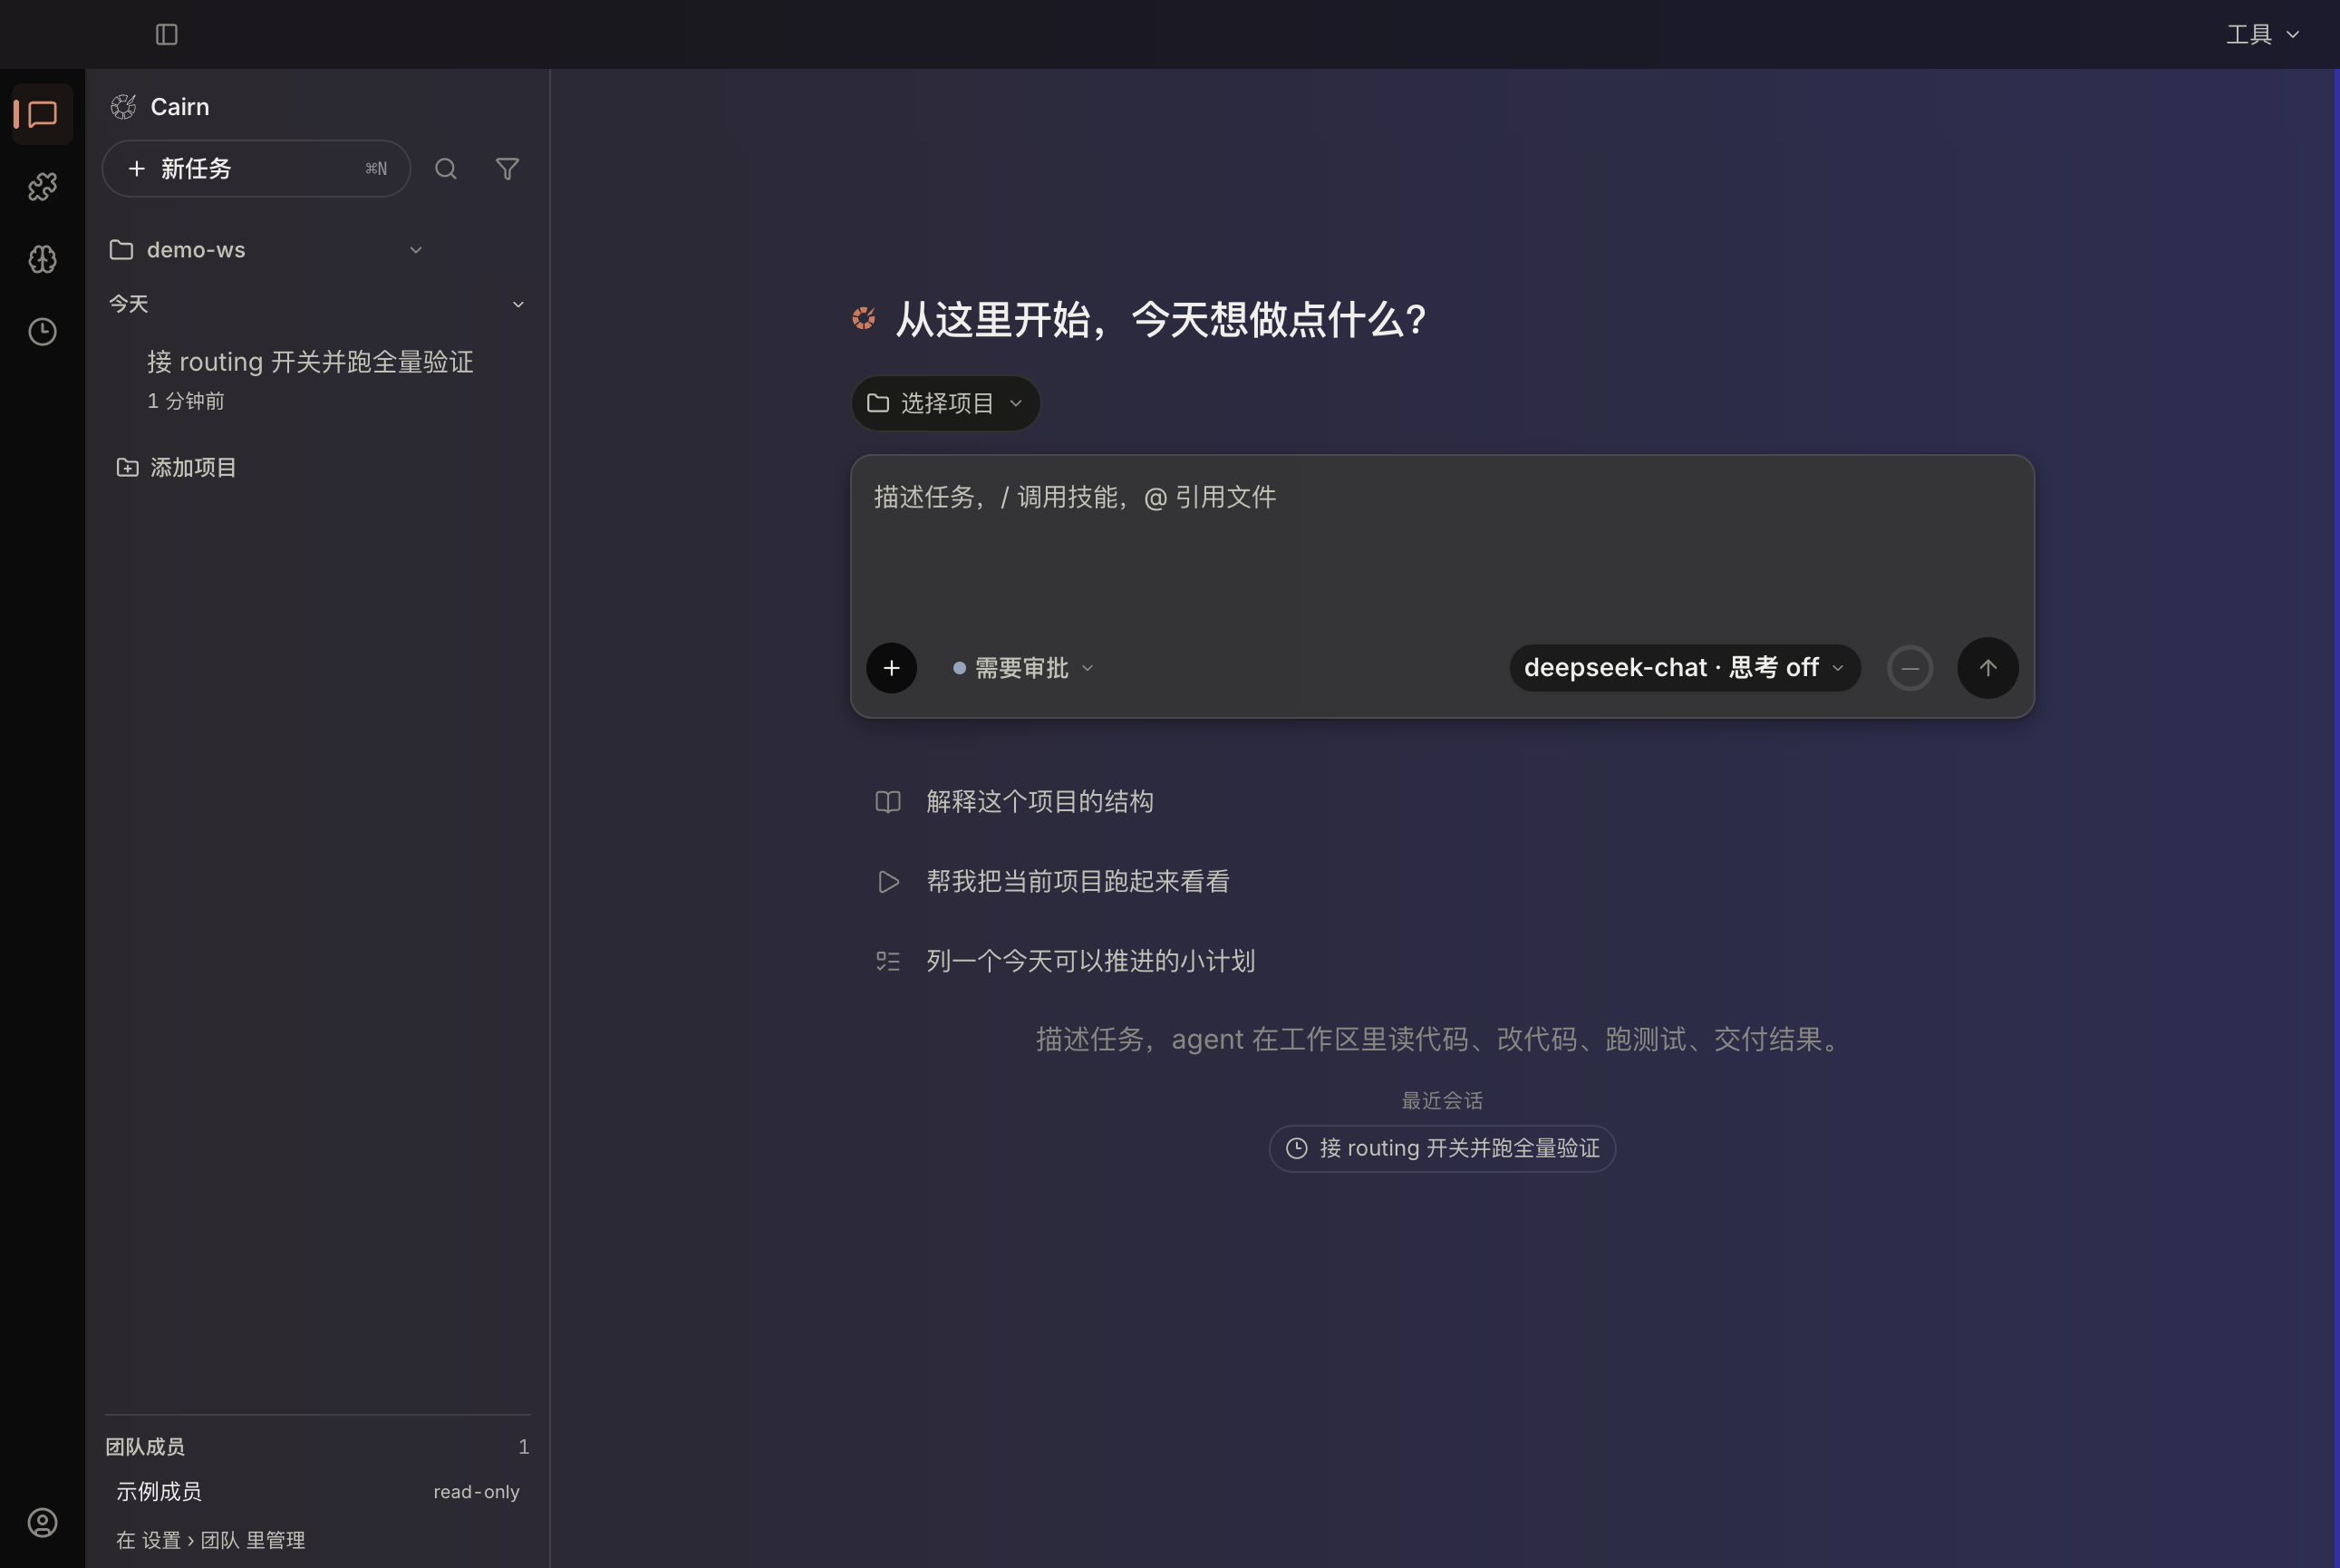 工具
Cairn
新任务 ⌘N
demo-ws
今天
接 routing 开关并跑全量验证
1 分钟前
添加项目
团队成员 1
示例成员 read-only
在 设置 › 团队 里管理
从这里开始，今天想做点什么?
选择项目
描述任务，/ 调用技能，@ 引用文件
需要审批
deepseek-chat · 思考 off
解释这个项目的结构
帮我把当前项目跑起来看看
列一个今天可以推进的小计划
描述任务，agent 在工作区里读代码、改代码、跑测试、交付结果。
最近会话
接 routing 开关并跑全量验证